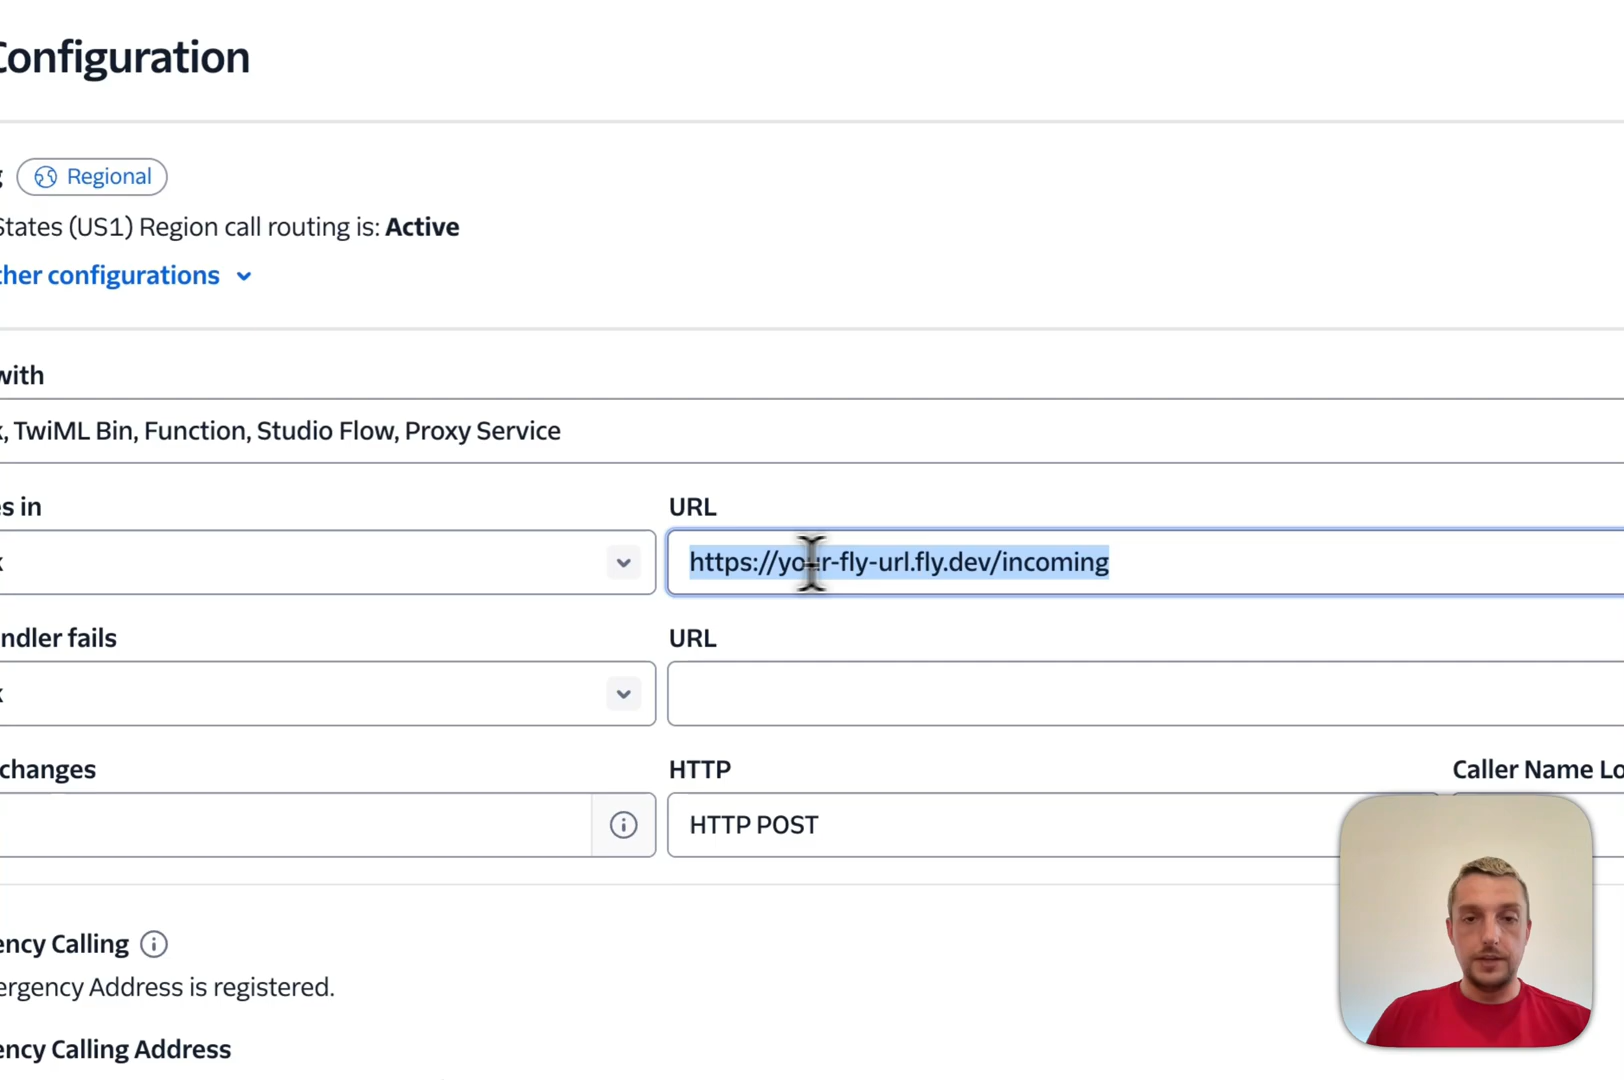 Configuration
Regional
States (US1) Region call routing is: Active
ther configurations
with
, TwiML Bin, Function, Studio Flow, Proxy Service
es in URL
https://your-fly-url.fly.dev/incoming
ndler fails URL
changes HTTP Caller Name Lo
HTTP POST
ency Calling
ergency Address is registered.
ency Calling Address